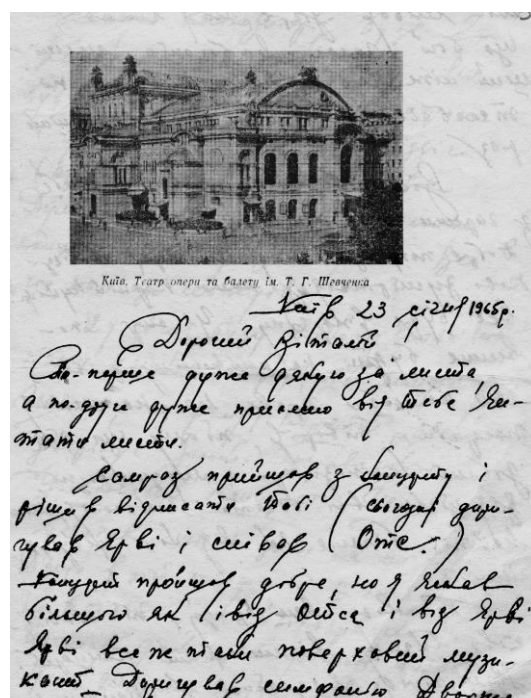 Київ. Театр опери та балету ім. Т. Г. Шевченка
Київ 23 січня 1965р.
Дорогий Віталій!
По-перше дуже дякую за листа,
а по-друге дуже приємно від тебе чи-
тати листи.
прийшов з концерту і
рішив відписати тобі (сьогодні дири-
гував Ярві і співав Отс.)
Концерт пройшов добре, но я чекав
більшого як і від Отса і від Ярві
Ярві все ж таки поверховий музи-
кант. Диригував симфонію